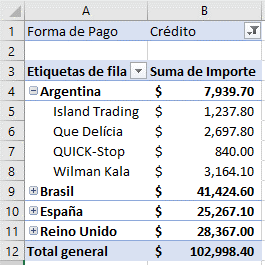 A B
1 Forma de Pago Crédito
2
3 Etiquetas de fila Suma de Importe
4 Argentina $ 7,939.70
5 Island Trading $ 1,237.80
6 Que Delícia $ 2,697.80
7 QUICK-Stop $ 840.00
8 Wilman Kala $ 3,164.10
9 Brasil $ 41,424.60
10 España $ 25,267.10
11 Reino Unido $ 28,367.00
12 Total general $ 102,998.40